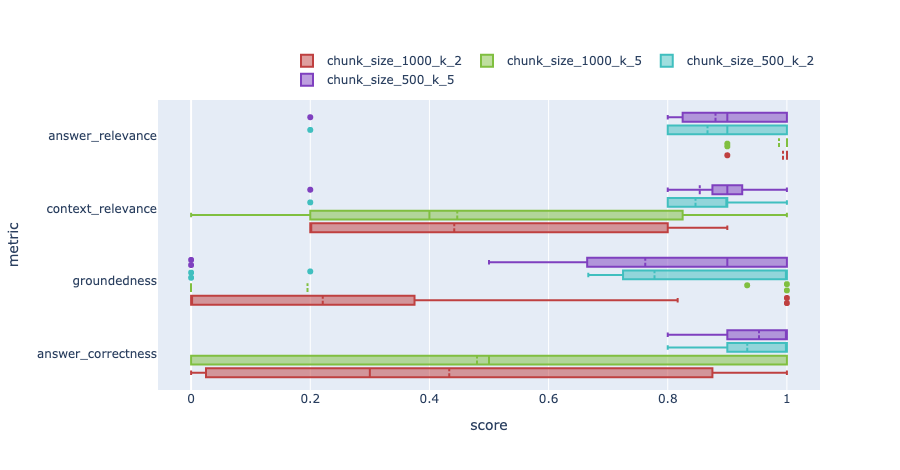 chunk_size_1000_k_2 chunk_size_1000_k_5 chunk_size_500_k_2
chunk_size_500_k_5
answer_relevance
context_relevance
groundedness
answer_correctness
metric
0 0.2 0.4 0.6 0.8 1
score